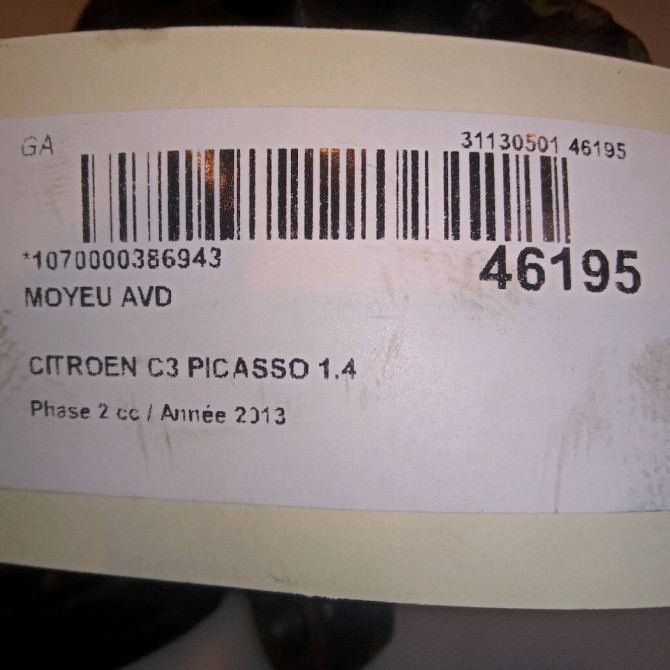 GA
31130501 46195
*1070000386943
46195
MOYEU AVD
CITROEN C3 PICASSO 1.4
Phase 2 cc / Année 2013